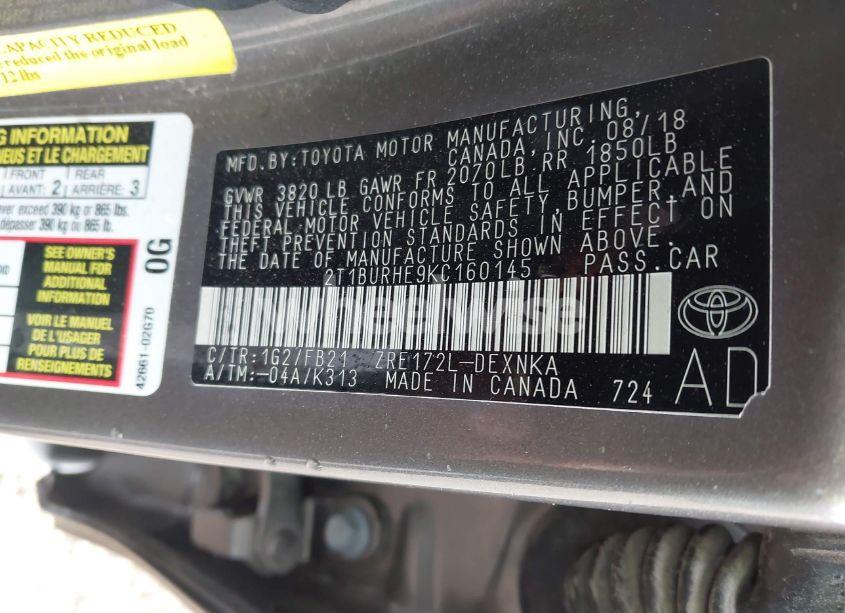 CAPACITY REDUCED
reduced the original load
12 lbs
G INFORMATION
NEUS ET LE CHARGEMENT
FRONT
LAVANT: 2
REAR
ARRIÈRE: 3
ever exceed 390 kg or 865 lbs.
dépasser 390 kg ou 865 lb.
SEE OWNER'S
MANUAL FOR
ADDITIONAL
INFORMATION
VOIR LE MANUEL
DE L'USAGER
POUR PLUS DE
RENSEIGNEMENTS
0G
42661-02G70
MFD. BY: TOYOTA MOTOR MANUFACTURING,
CANADA, INC. 08/18
GVWR 3820 LB GAWR FR 2070LB RR 1850LB
THIS VEHICLE CONFORMS TO ALL APPLICABLE
FEDERAL MOTOR VEHICLE SAFETY, BUMPER, AND
THEFT PREVENTION STANDARDS IN EFFECT ON
THE DATE OF MANUFACTURE SHOWN ABOVE.
2T1BURHE9KC160145 PASS. CAR
C/TR: 1G2/FB21 ZRE172L-DEXNKA
A/TM: -04A/K313 MADE IN CANADA 724
AD